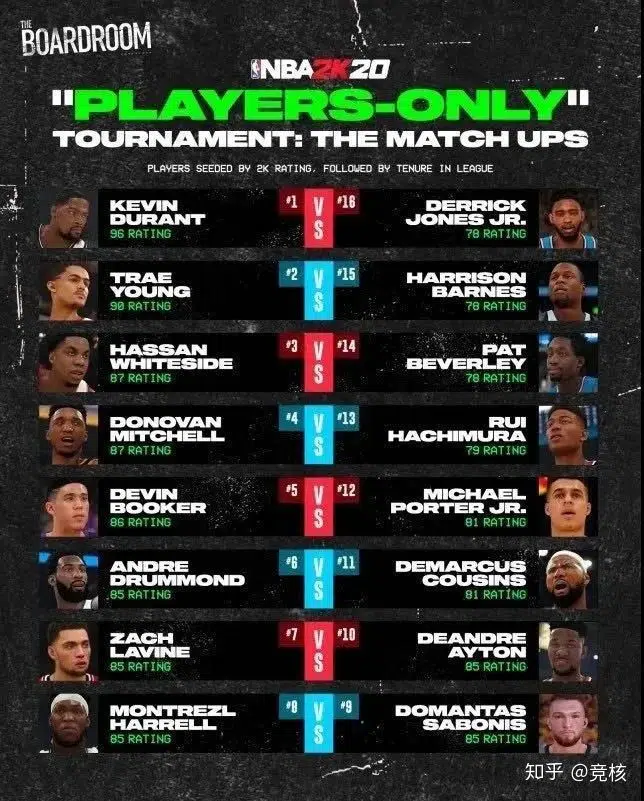 THE
BOARDROOM
NBA2K20
"PLAYERS-ONLY"
TOURNAMENT: THE MATCH UPS
PLAYERS SEEDED BY 2K RATING, FOLLOWED BY TENURE IN LEAGUE
KEVIN
DURANT
96 RATING
#1
VS
#16
DERRICK
JONES JR.
78 RATING
TRAE
YOUNG
90 RATING
#2
VS
#15
HARRISON
BARNES
78 RATING
HASSAN
WHITESIDE
87 RATING
#3
VS
#14
PAT
BEVERLEY
78 RATING
DONOVAN
MITCHELL
87 RATING
#4
VS
#13
RUI
HACHIMURA
79 RATING
DEVIN
BOOKER
86 RATING
#5
VS
#12
MICHAEL
PORTER JR.
81 RATING
ANDRE
DRUMMOND
85 RATING
#6
VS
#11
DEMARCUS
COUSINS
81 RATING
ZACH
LAVINE
85 RATING
#7
VS
#10
DEANDRE
AYTON
85 RATING
MONTREZL
HARRELL
85 RATING
#8
VS
#9
DOMANTAS
SABONIS
85 RATING
知乎 @竞核